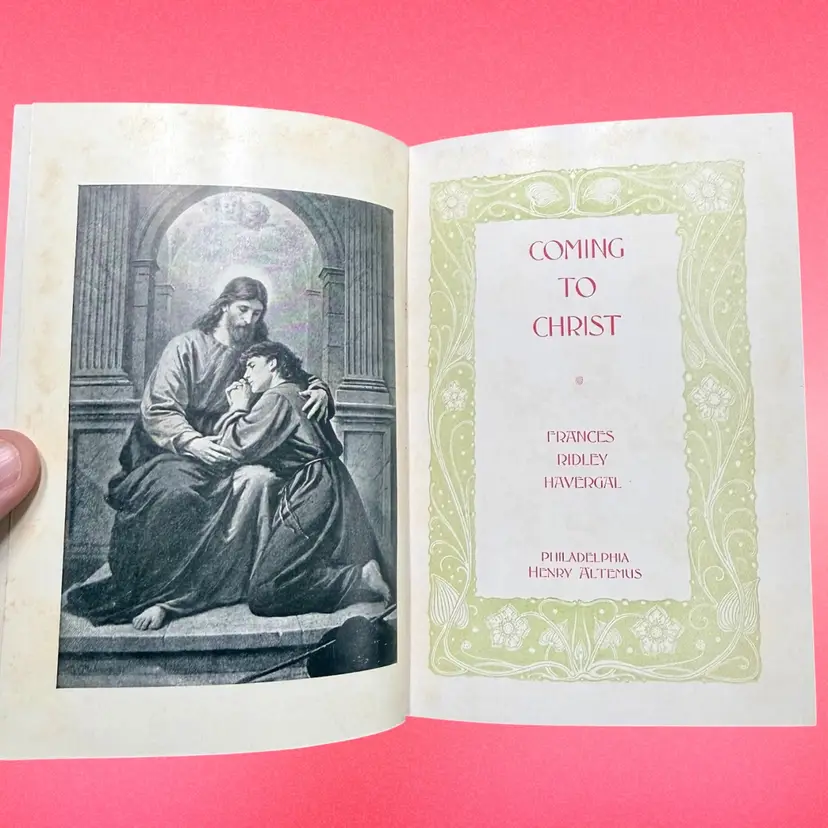 COMING
TO
CHRIST
FRANCES
RIDLEY
HAVERGAL
PHILADELPHIA
HENRY ALTEMUS